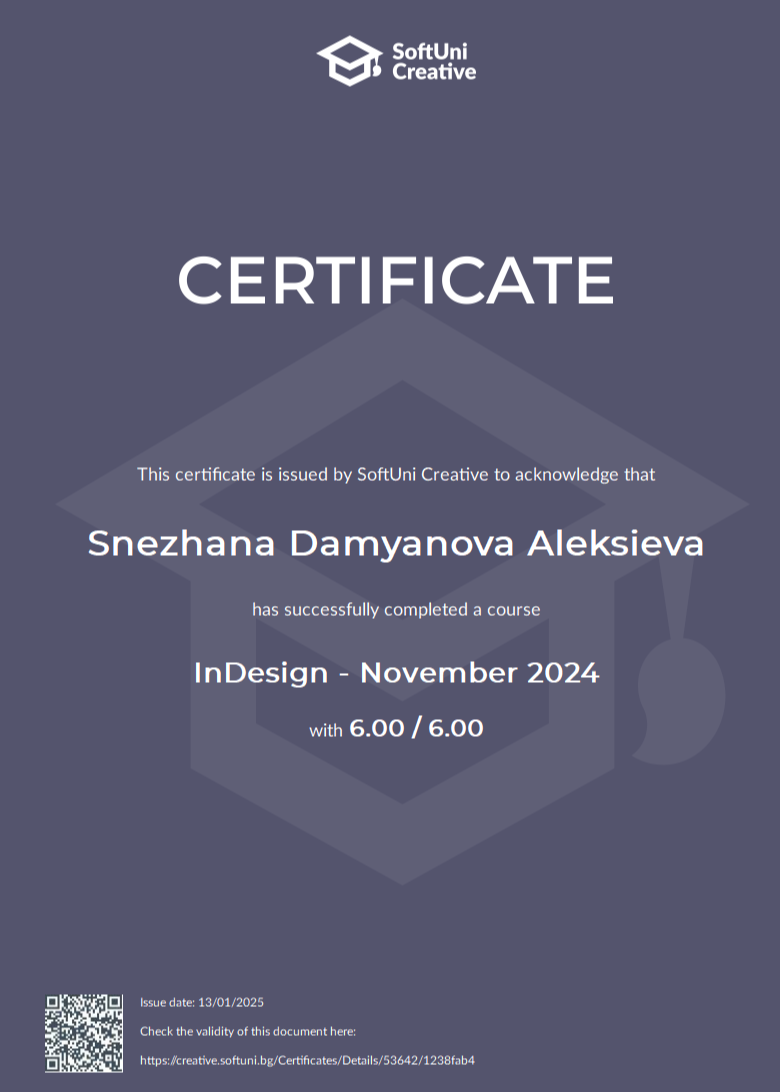 SoftUni
Creative
CERTIFICATE
This certificate is issued by SoftUni Creative to acknowledge that
Snezhana Damyanova Aleksieva
has successfully completed a course
InDesign - November 2024
with 6.00 / 6.00
Issue date: 13/01/2025
Check the validity of this document here:
https://creative.softuni.bg/Certificates/Details/53642/1238fab4